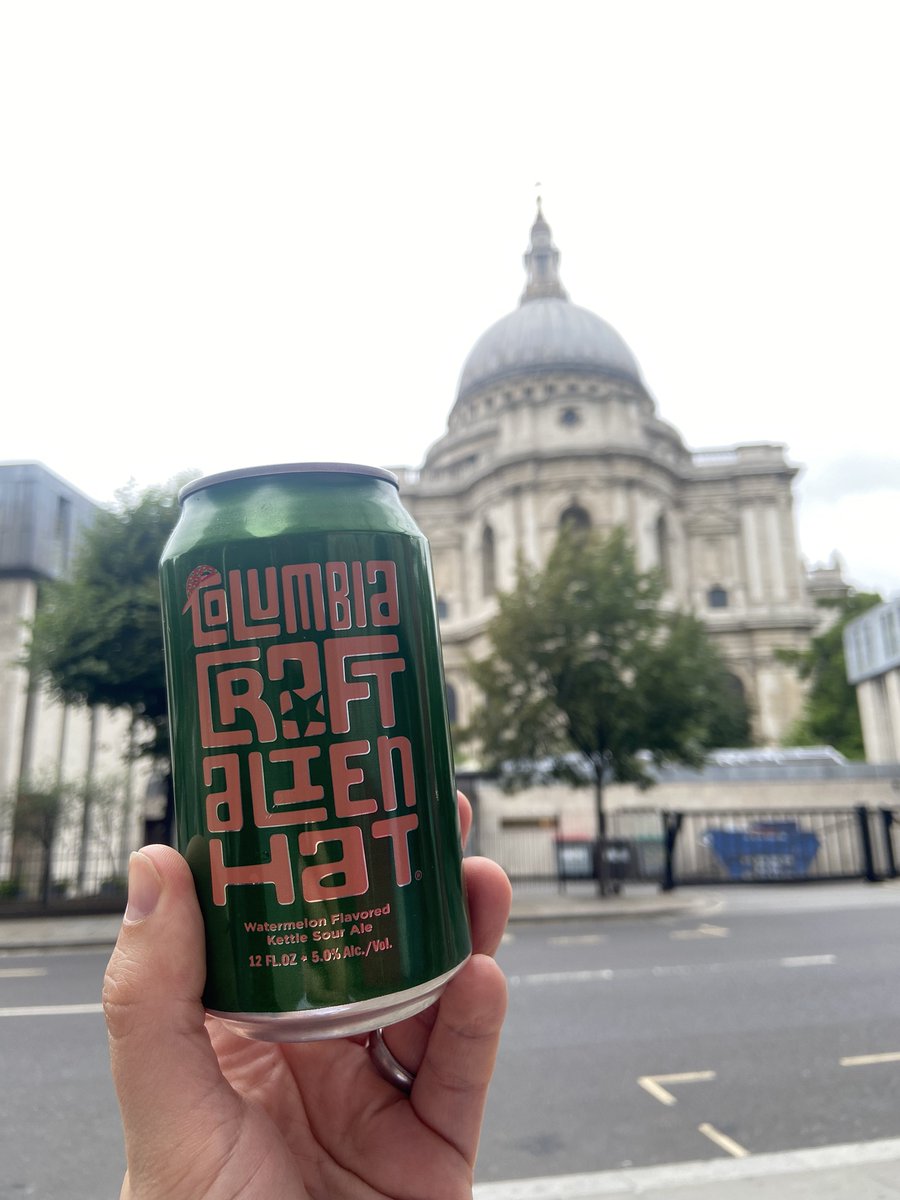 COLUMBIA
CRAFT
ALIEN
HAT®
Watermelon Flavored
Kettle Sour Ale
12 FL.OZ • 5.0% Alc./Vol.